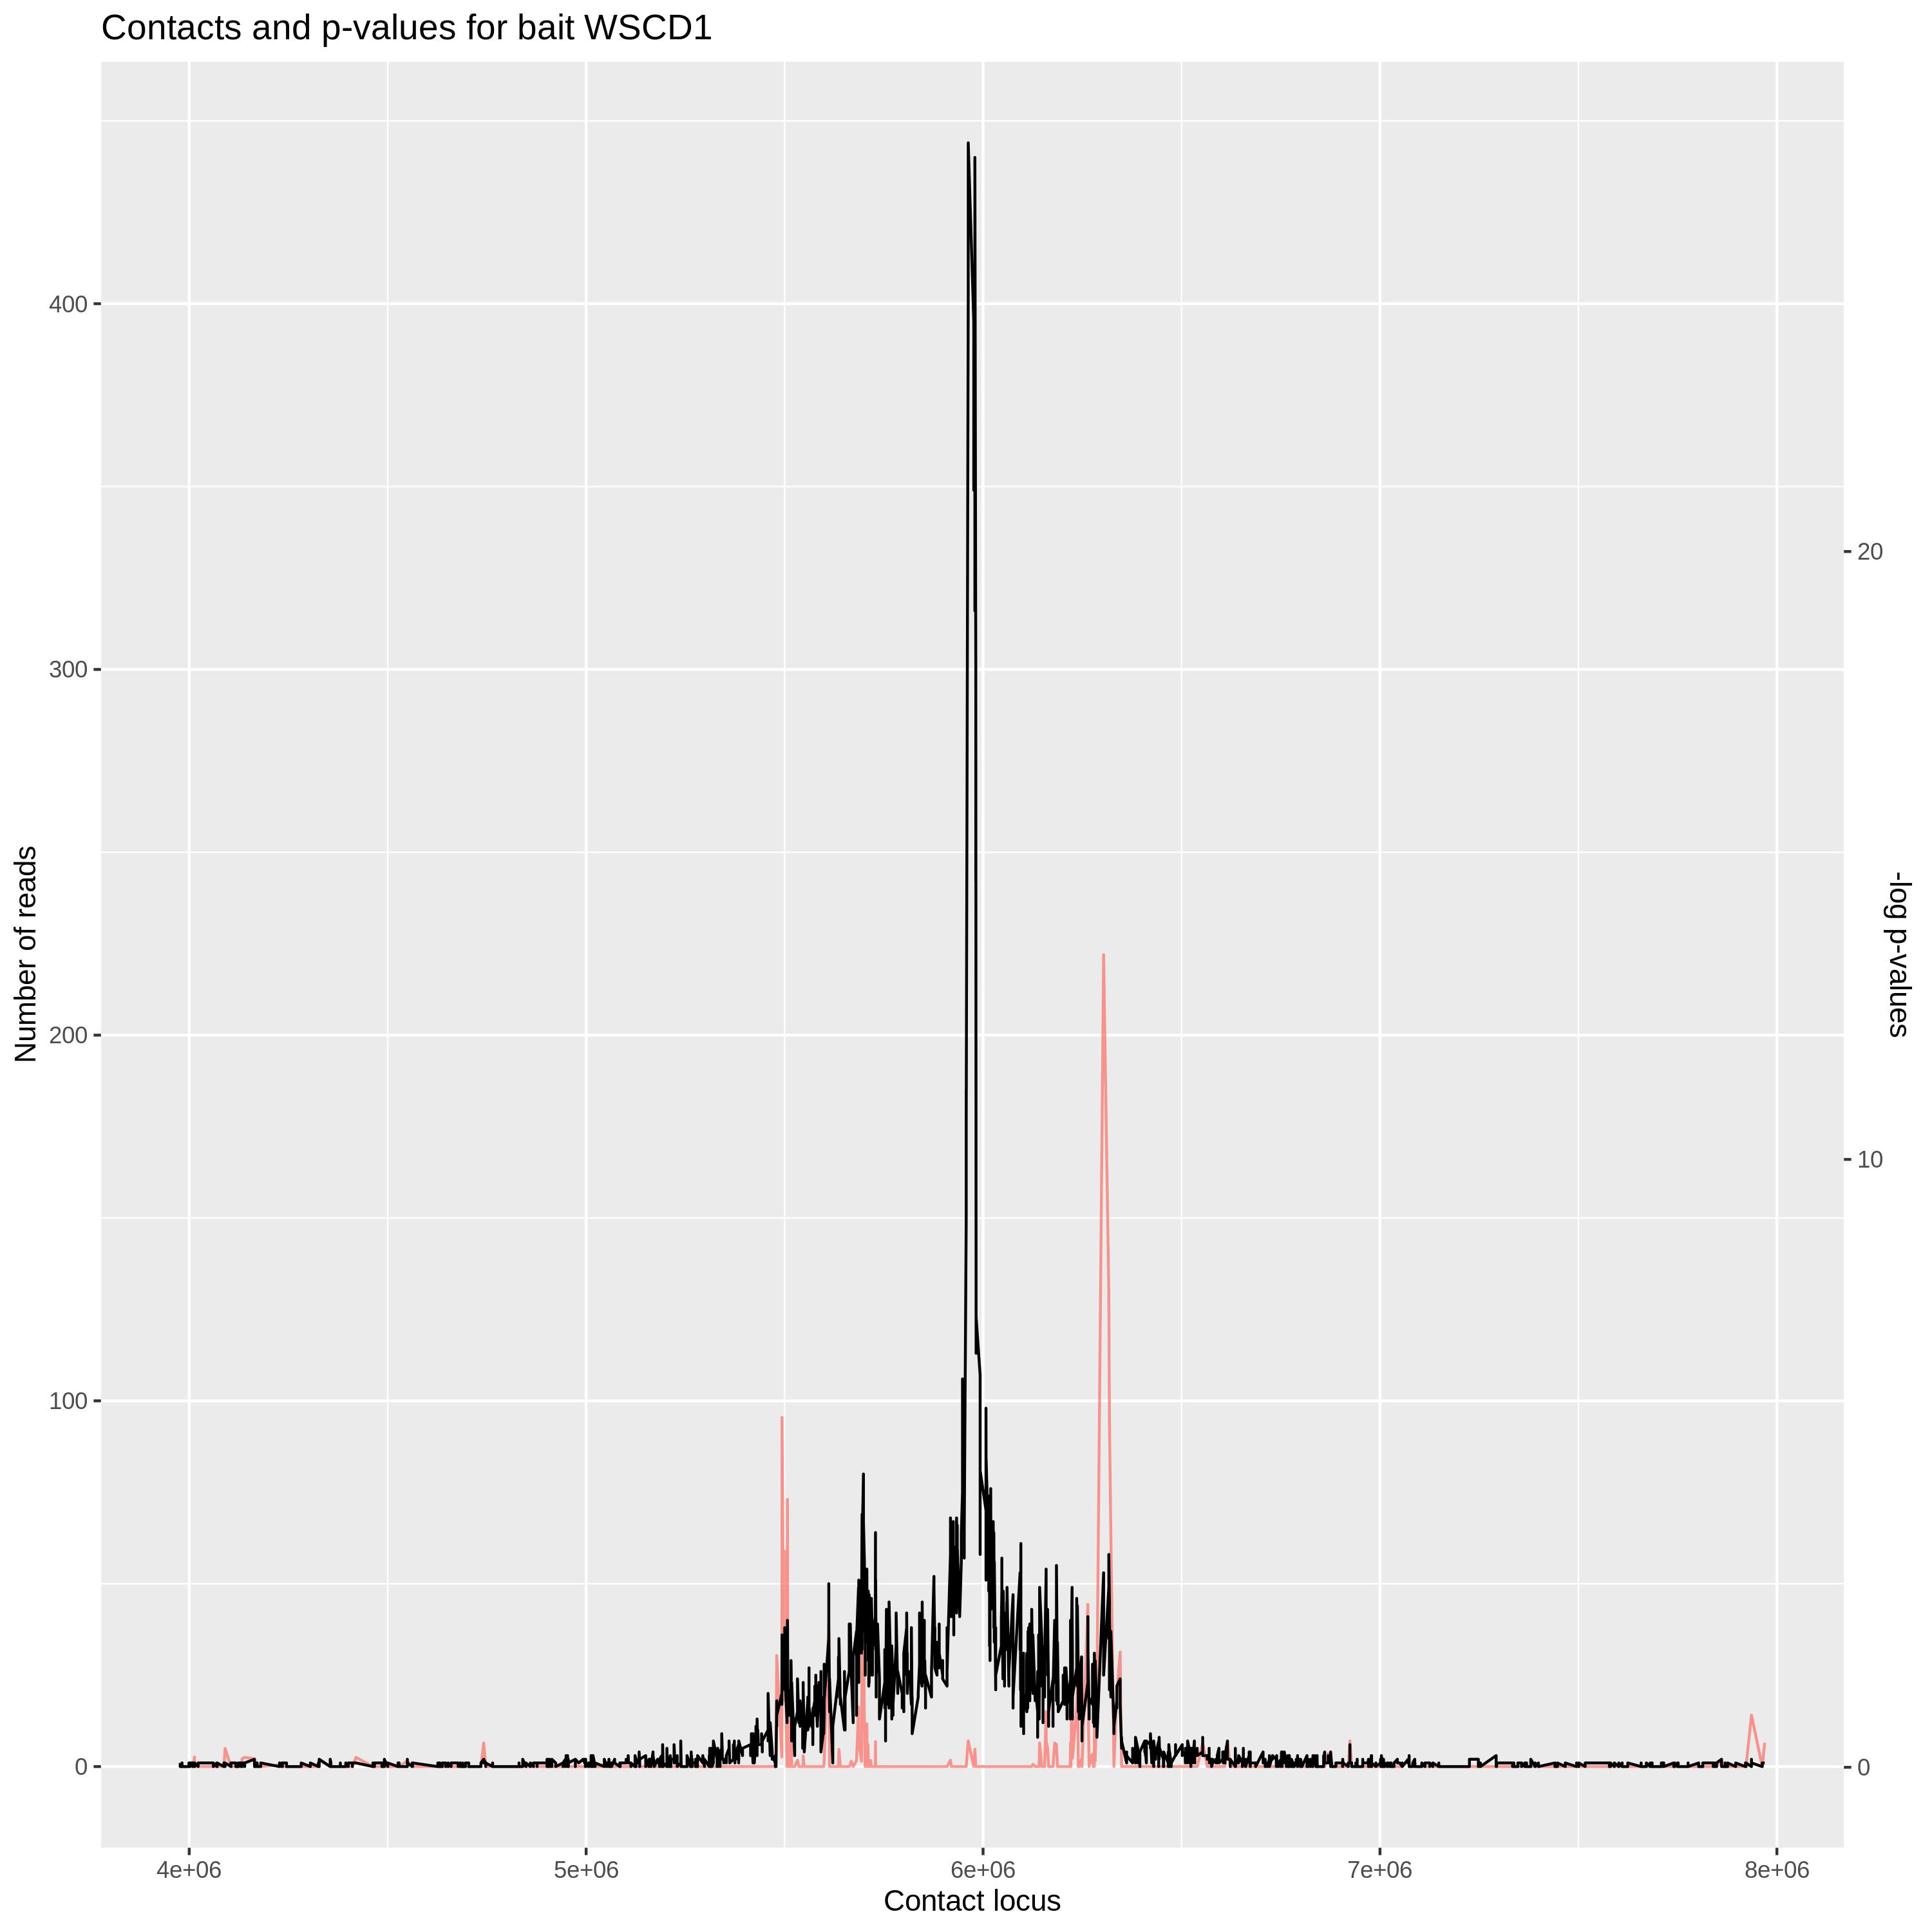 Contacts and p-values for bait WSCD1
Number of reads
400
300
200
100
0
20
10
0
-log p-values
4e+06 5e+06 6e+06 7e+06 8e+06
Contact locus